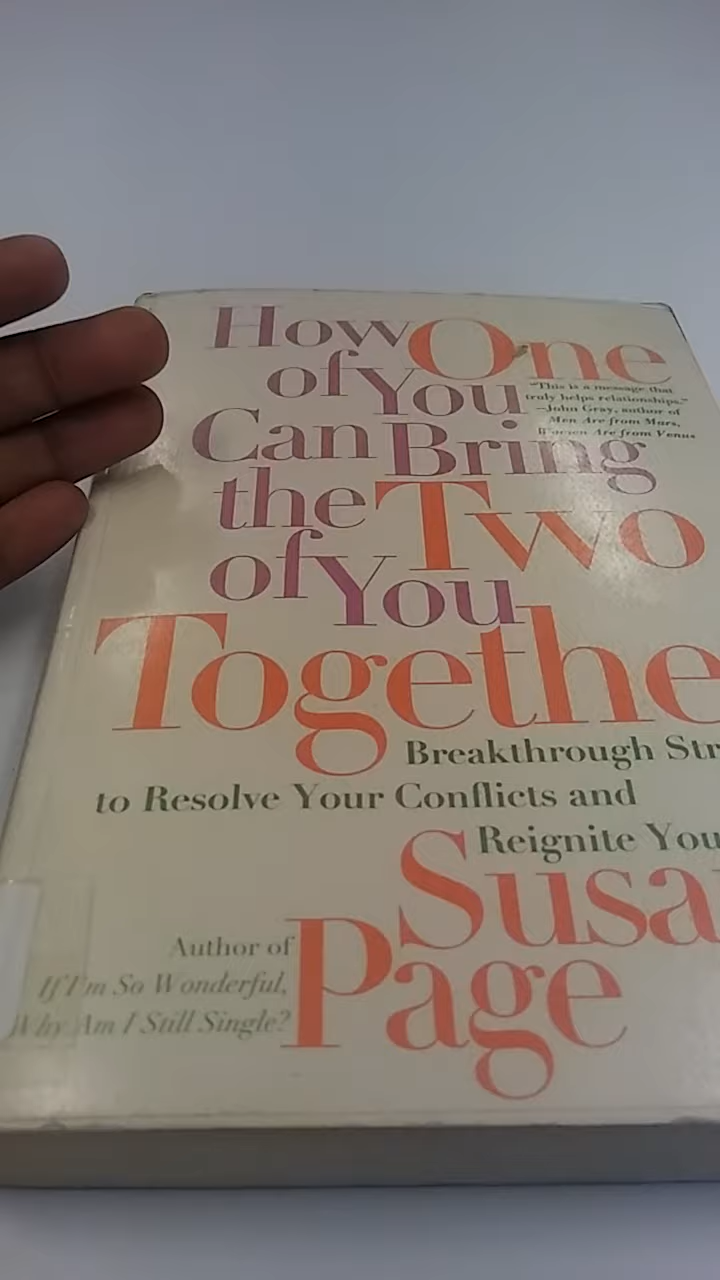 How One
of You
"This is a message that
truly helps relationships."
—John Gray, author of
Men Are from Mars,
Women Are from Venus
Can Bring
the Two
of You
Togethe
Breakthrough Str
to Resolve Your Conflicts and
Reignite You
Susa
Page
Author of
If I'm So Wonderful,
Why Am I Still Single?